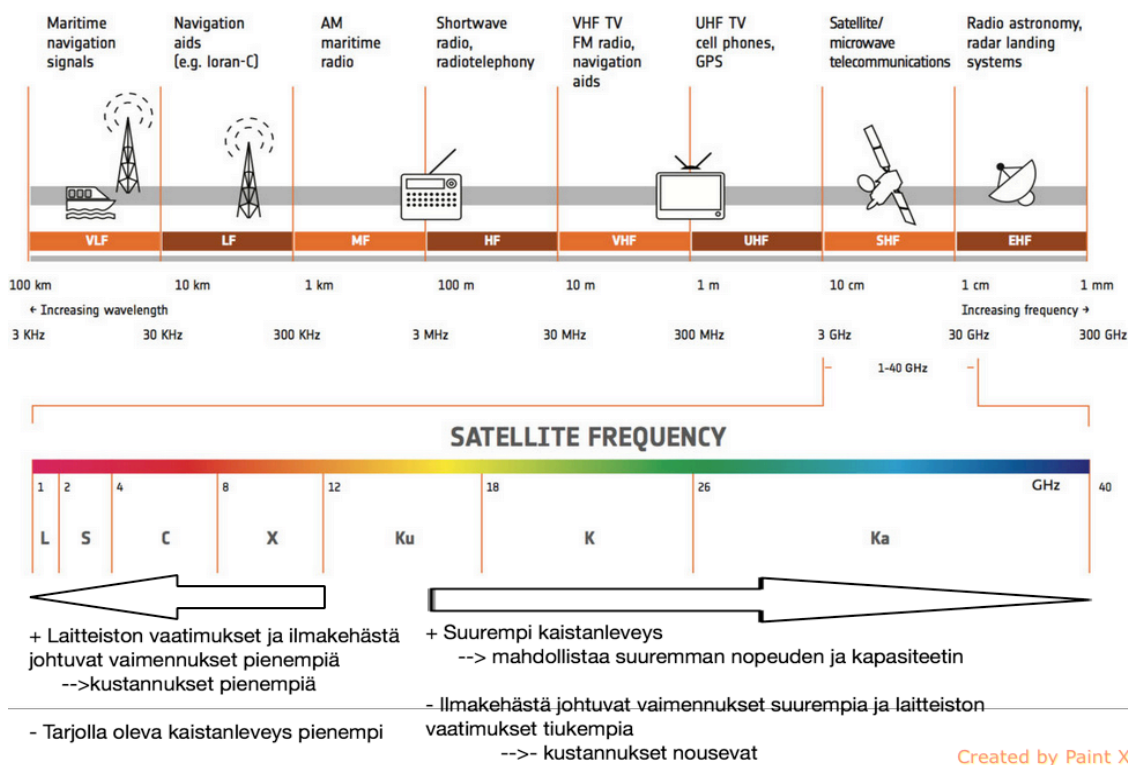 Maritime
navigation
signals
Navigation
aids
(e.g. loran-C)
AM
maritime
radio
Shortwave
radio,
radiotelephony
VHF TV
FM radio,
navigation
aids
UHF TV
cell phones,
GPS
Satellite/
microwave
telecommunications
Radio astronomy,
radar landing
systems
VLF LF MF HF VHF UHF SHF EHF
100 km 10 km 1 km 100 m 10 m 1 m 10 cm 1 cm 1 mm
← Increasing wavelength Increasing frequency →
3 KHz 30 KHz 300 KHz 3 MHz 30 MHz 300 MHz 3 GHz 30 GHz 300 GHz
1-40 GHz
SATELLITE FREQUENCY
1 2 4 8 12 18 26 GHz 40
L S C X Ku K Ka
+ Laitteiston vaatimukset ja ilmakehästä
johtuvat vaimennukset pienempiä
-->kustannukset pienempiä
- Tarjolla oleva kaistanleveys pienempi
+ Suurempi kaistanleveys
--> mahdollistaa suuremman nopeuden ja kapasiteetin
- Ilmakehästä johtuvat vaimennukset suurempia ja laitteiston
vaatimukset tiukempia
-->- kustannukset nousevat
Created by Paint X